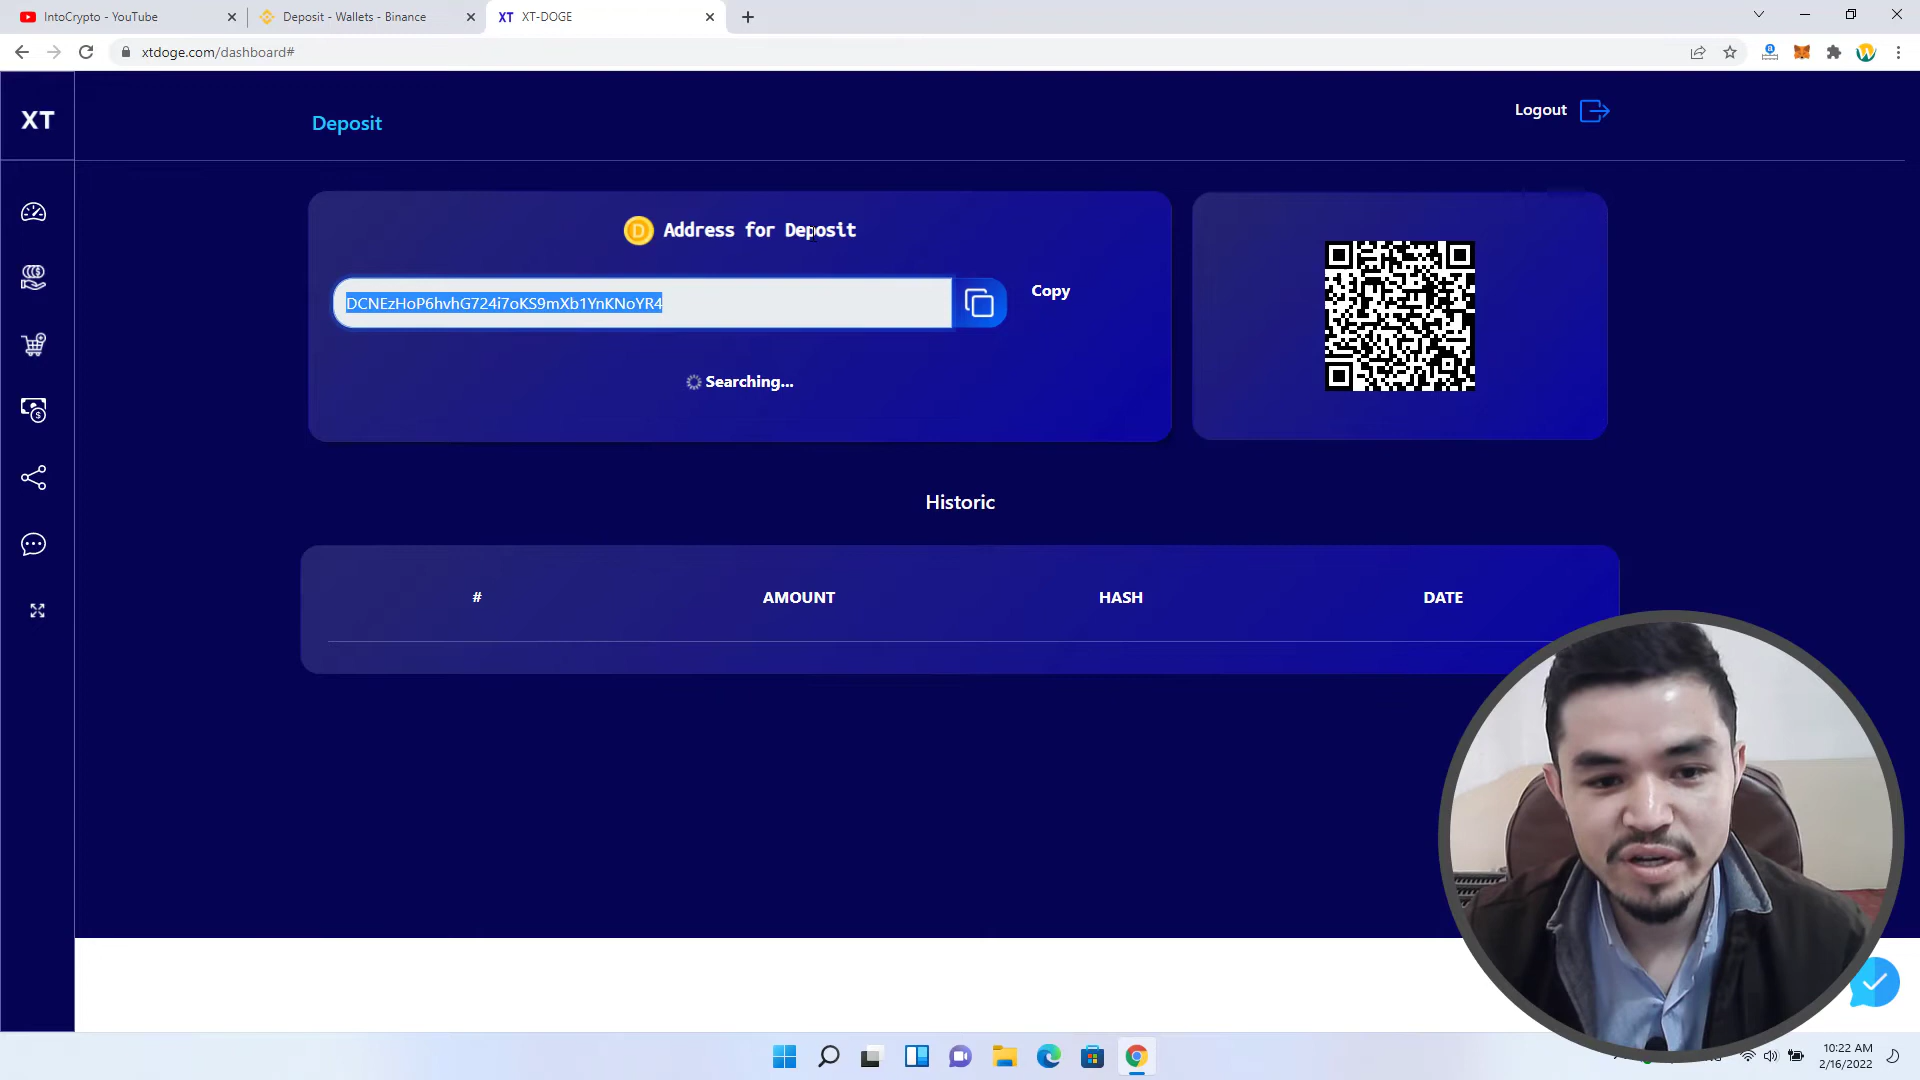 IntoCrypto - YouTube
Deposit - Wallets - Binance
XT XT-DOGE
xtdoge.com/dashboard#
XT
Deposit
Logout
D Address for Deposit
DCNEzHoP6hvhG724i7oKS9mXb1YnKNoYR4
Copy
Searching...
Historic
# AMOUNT HASH DATE
10:22 AM
2/16/2022